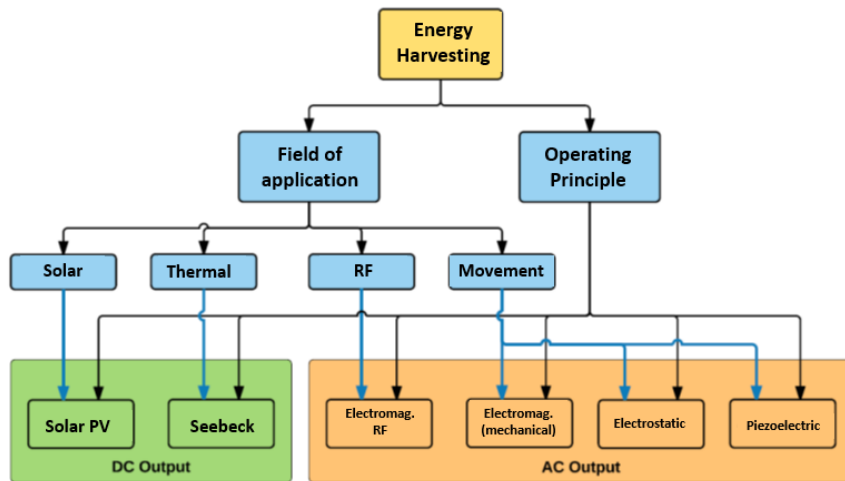 Energy
Harvesting
Field of
application
Operating
Principle
Solar
Thermal
RF
Movement
Solar PV
Seebeck
Electromag.
RF
Electromag.
(mechanical)
Electrostatic
Piezoelectric
DC Output
AC Output